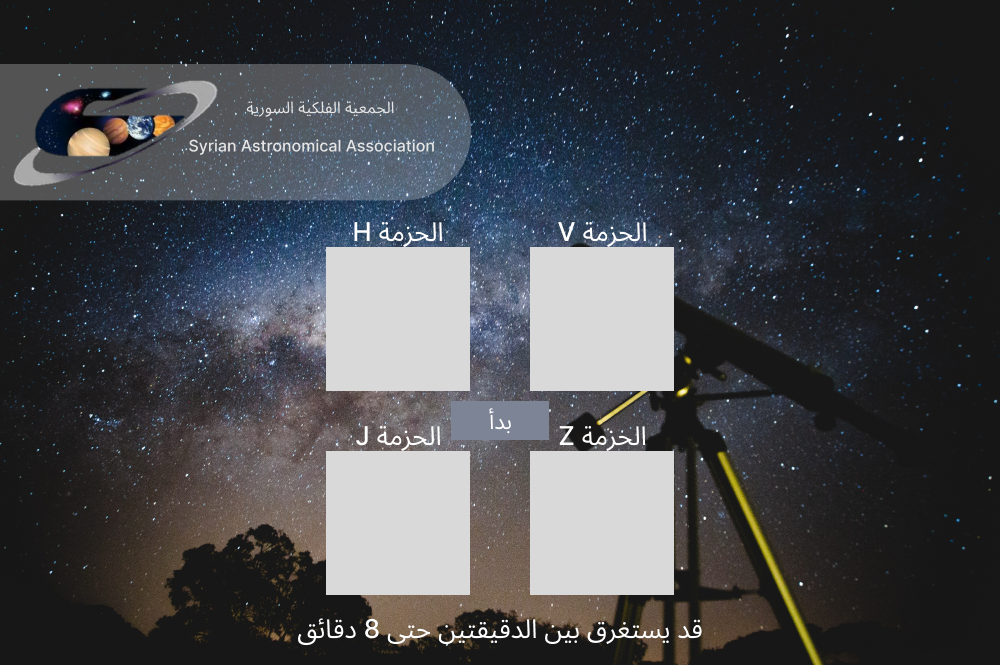 الجمعية الفلكية السورية
Syrian Astronomical Association
الحزمة H
الحزمة V
بدأ
الحزمة J
الحزمة Z
قد يستغرق بين الدقيقتين حتى 8 دقائق